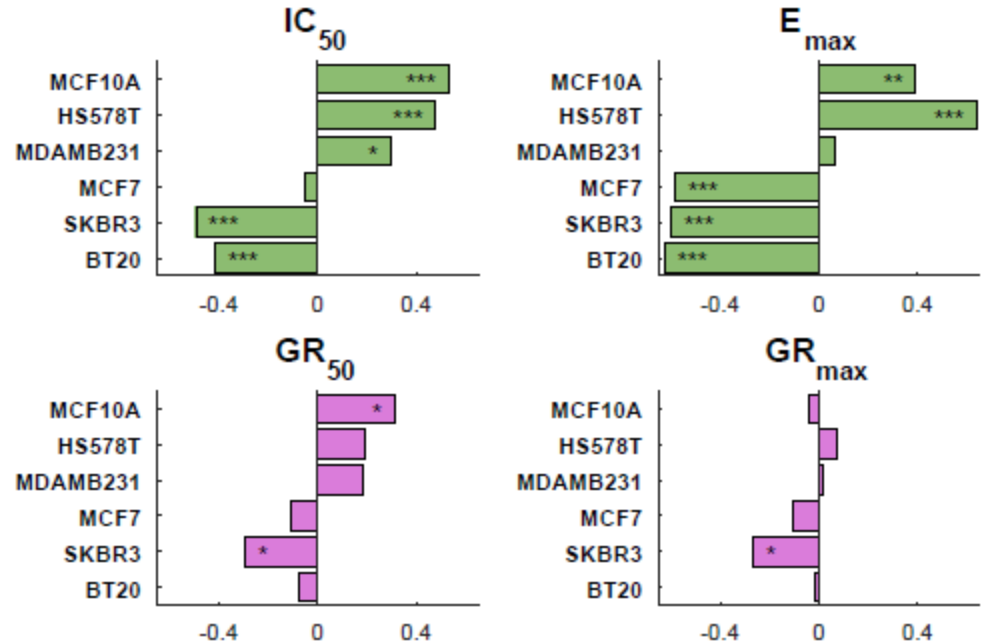 IC50
MCF10A ***
HS578T ***
MDAMB231 *
MCF7
SKBR3 ***
BT20 ***
-0.4 0 0.4
Emax
MCF10A **
HS578T ***
MDAMB231
MCF7 ***
SKBR3 ***
BT20 ***
-0.4 0 0.4
GR50
MCF10A *
HS578T
MDAMB231
MCF7
SKBR3 *
BT20
-0.4 0 0.4
GRmax
MCF10A
HS578T
MDAMB231
MCF7
SKBR3 *
BT20
-0.4 0 0.4